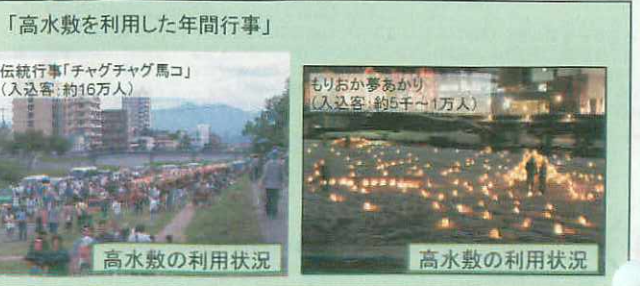 「高水敷を利用した年間行事」
伝統行事「チャグチャグ馬コ」
（入込客：約16万人）
高水敷の利用状況
もりおか夢あかり
（入込客：約5千～1万人）
高水敷の利用状況